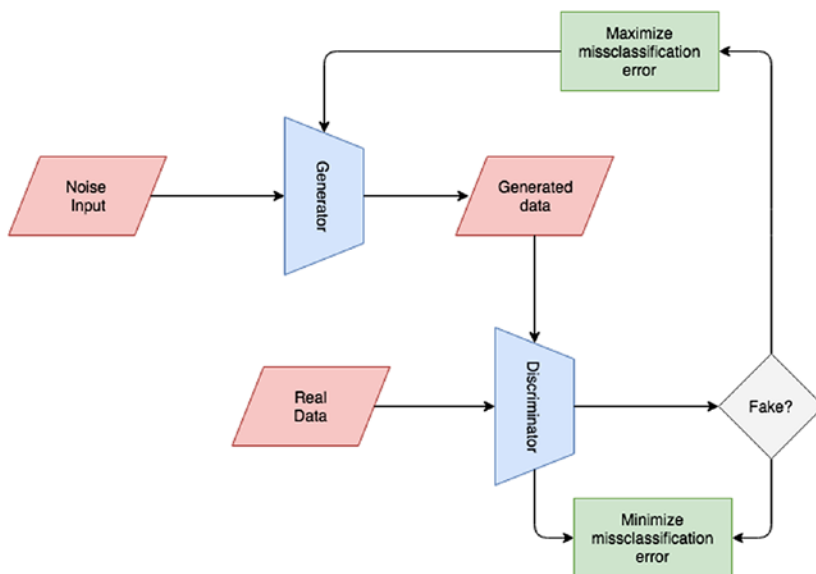 Maximize
missclassification
error
Noise
Input
Generator
Generated
data
Real
Data
Discriminator
Fake?
Minimize
missclassification
error